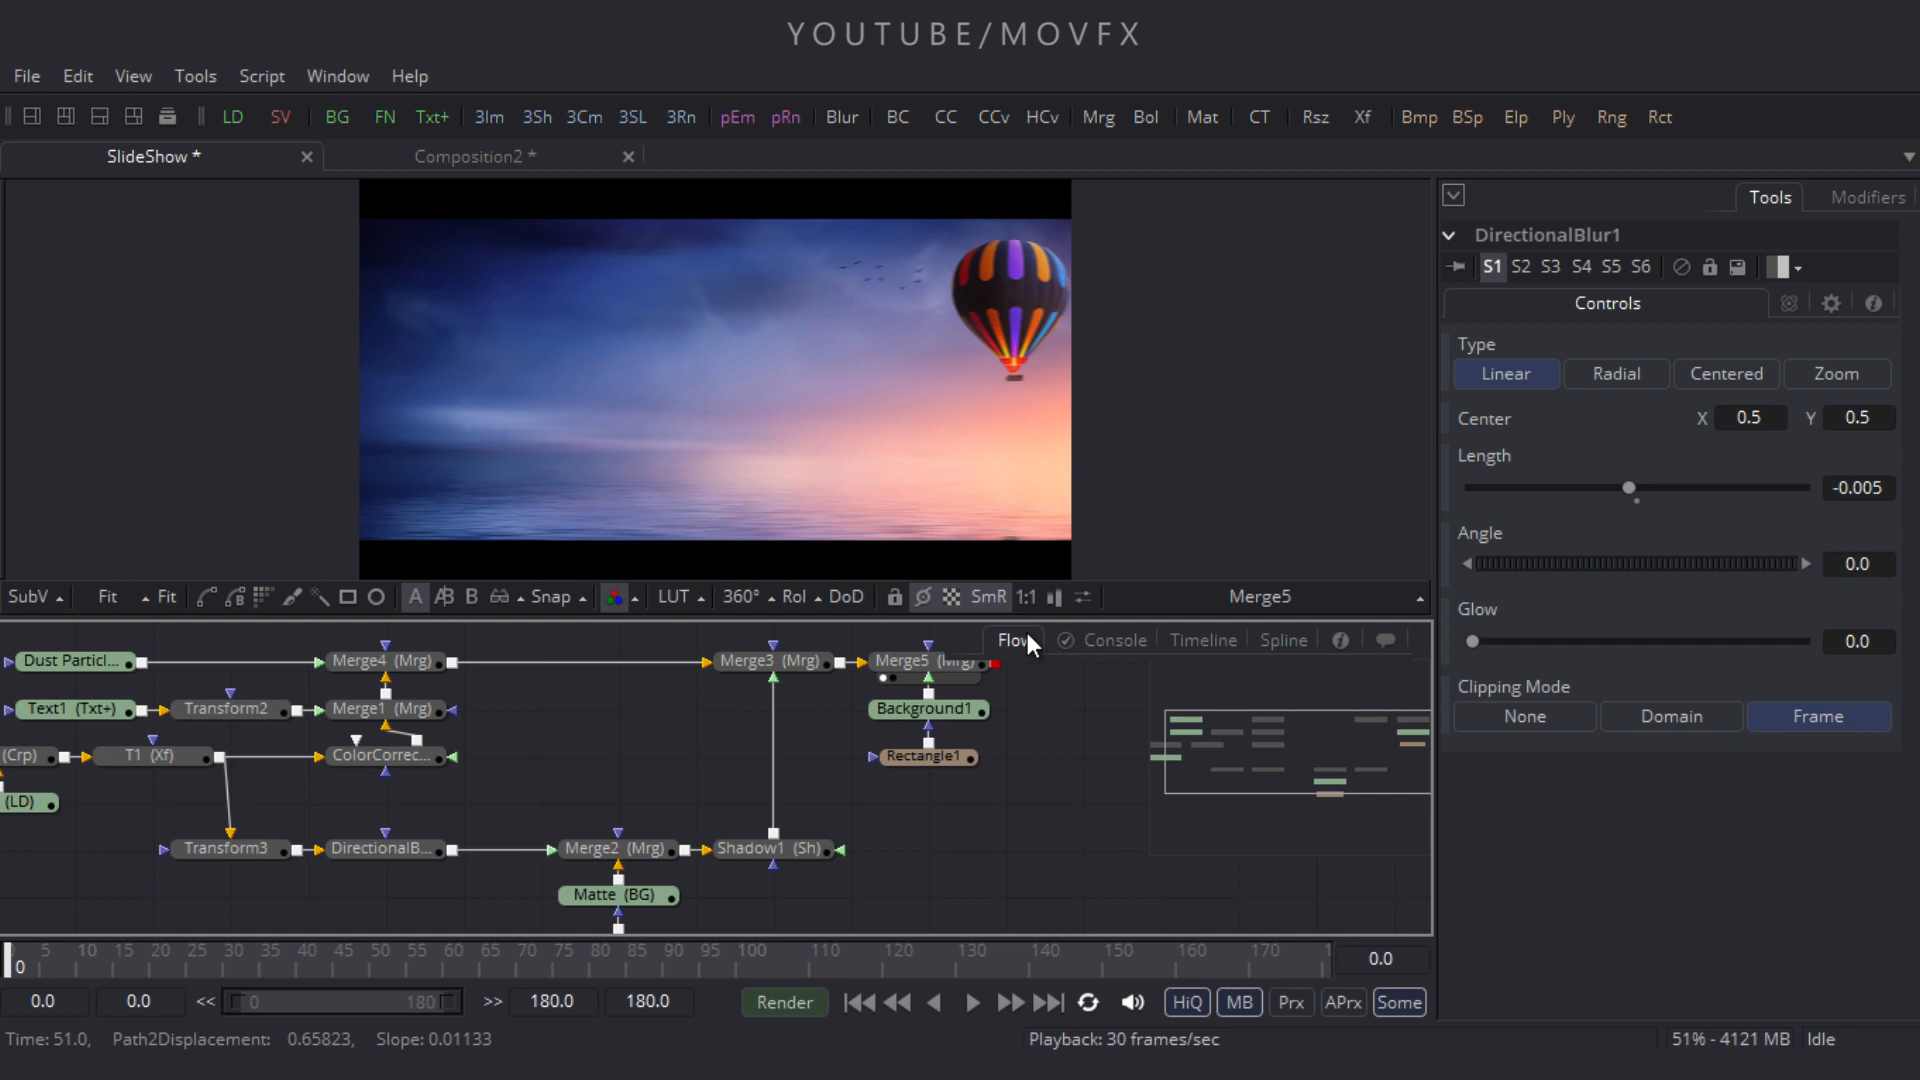 YOUTUBE/MOVFX
File Edit View Tools Script Window Help
LD SV BG FN Txt+ 3Im 3Sh 3Cm 3SL 3Rn pEm pRn Blur BC CC CCv HCv Mrg Bol Mat CT Rsz Xf Bmp BSp Elp Ply Rng Rct
SlideShow * Composition2 *
Tools Modifiers
DirectionalBlur1
S1 S2 S3 S4 S5 S6
Controls
Type
Linear Radial Centered Zoom
Center X 0.5 Y 0.5
Length
-0.005
Angle
0.0
Glow
0.0
Clipping Mode
None Domain Frame
SubV Fit Fit A AB B Snap LUT 360° RoI DoD SmR 1:1 Merge5
Flow Console Timeline Spline
Dust Particl... Merge4 (Mrg) Merge3 (Mrg) Merge5 (Mrg)
Text1 (Txt+) Transform2 Merge1 (Mrg) Background1
(Crp) T1 (Xf) ColorCorrec... Rectangle1
(LD)
Transform3 DirectionalB... Merge2 (Mrg) Shadow1 (Sh)
Matte (BG)
0 5 10 15 20 25 30 35 40 45 50 55 60 65 70 75 80 85 90 95 100 110 120 130 140 150 160 170 1 0.0
0.0 0.0 << 0 180 >> 180.0 180.0 Render HiQ MB Prx APrx Some
Time: 51.0, Path2Displacement: 0.65823, Slope: 0.01133 Playback: 30 frames/sec 51% - 4121 MB Idle